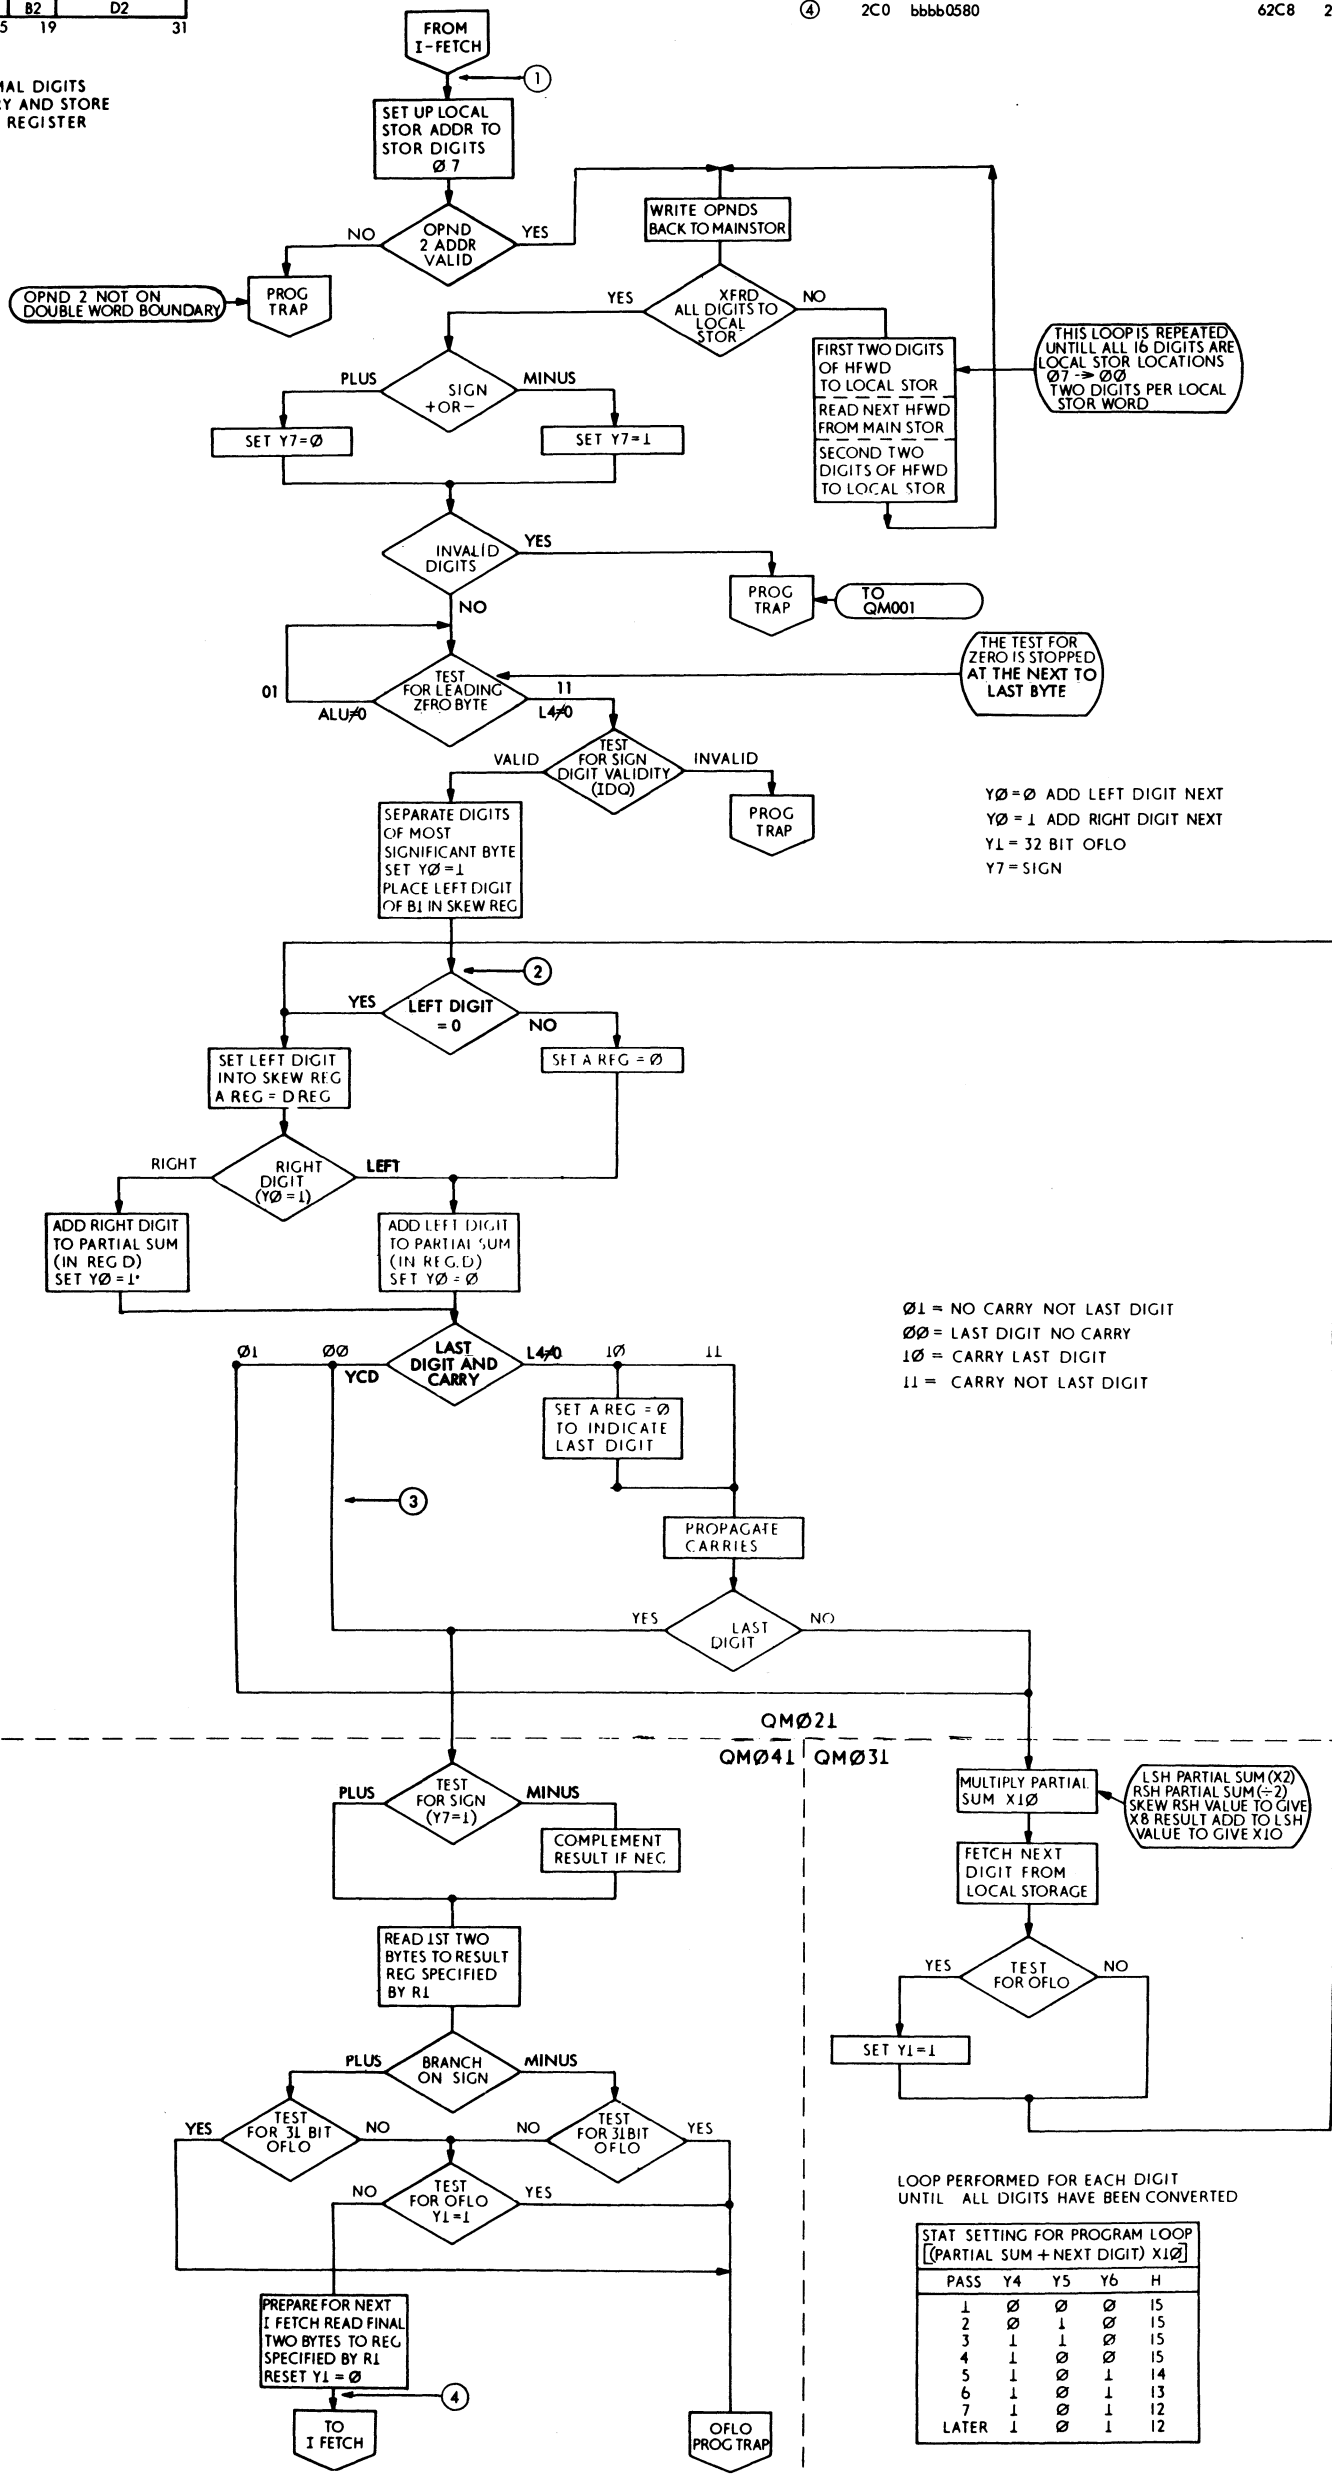 B2 D2
5 19 31
④ 2C0 bbbb0580
62C8 2
MAL DIGITS
RY AND STORE
REGISTER
FROM
I-FETCH
1
SET UP LOCAL
STOR ADDR TO
STOR DIGITS
Ø 7
OPND
2 ADDR
VALID
NO
YES
OPND 2 NOT ON
DOUBLE WORD BOUNDARY
PROG
TRAP
WRITE OPNDS
BACK TO MAINSTOR
XFRD
ALL DIGITS TO
LOCAL
STOR
YES
NO
FIRST TWO DIGITS
OF HFWD
TO LOCAL STOR
READ NEXT HFWD
FROM MAIN STOR
SECOND TWO
DIGITS OF HFWD
TO LOCAL STOR
THIS LOOP IS REPEATED
UNTILL ALL 16 DIGITS ARE
LOCAL STOR LOCATIONS
Ø7 → ØØ
TWO DIGITS PER LOCAL
STOR WORD
PLUS
SIGN
+OR-
MINUS
SET Y7=Ø
SET Y7=1
INVALID
DIGITS
YES
NO
PROG
TRAP
TO
QM001
TEST
FOR LEADING
ZERO BYTE
01
ALU≠0
11
L4≠0
THE TEST FOR
ZERO IS STOPPED
AT THE NEXT TO
LAST BYTE
TEST
FOR SIGN
DIGIT VALIDITY
(IDQ)
VALID
INVALID
PROG
TRAP
SEPARATE DIGITS
OF MOST
SIGNIFICANT BYTE
SET YØ=1
PLACE LEFT DIGIT
OF B1 IN SKEW REG
YØ=Ø ADD LEFT DIGIT NEXT
YØ=1 ADD RIGHT DIGIT NEXT
Y1=32 BIT OFLO
Y7=SIGN
2
LEFT DIGIT
= 0
YES
NO
SET LEFT DIGIT
INTO SKEW REG
A REG = D REG
SET A REG = Ø
RIGHT
RIGHT
DIGIT
(YØ=1)
LEFT
ADD RIGHT DIGIT
TO PARTIAL SUM
(IN REG D)
SET YØ=1
ADD LEFT DIGIT
TO PARTIAL SUM
(IN REG.D)
SET YØ=Ø
Ø1 = NO CARRY NOT LAST DIGIT
ØØ = LAST DIGIT NO CARRY
1Ø = CARRY LAST DIGIT
11 = CARRY NOT LAST DIGIT
LAST
DIGIT AND
CARRY
Ø1
ØØ
YCD
L4≠0
1Ø
11
SET A REG = Ø
TO INDICATE
LAST DIGIT
3
PROPAGATE
CARRIES
YES
LAST
DIGIT
NO
QMØ21
QMØ41
QMØ31
PLUS
TEST
FOR SIGN
(Y7=1)
MINUS
COMPLEMENT
RESULT IF NEG
MULTIPLY PARTIAL
SUM X1Ø
LSH PARTIAL SUM (X2)
RSH PARTIAL SUM (÷2)
SKEW RSH VALUE TO GIVE
X8 RESULT ADD TO LSH
VALUE TO GIVE X10
FETCH NEXT
DIGIT FROM
LOCAL STORAGE
READ 1ST TWO
BYTES TO RESULT
REG SPECIFIED
BY R1
YES
TEST
FOR OFLO
NO
SET Y1=1
PLUS
BRANCH
ON SIGN
MINUS
YES
TEST
FOR 31 BIT
OFLO
NO
NO
TEST
FOR 31BIT
OFLO
YES
NO
TEST
FOR OFLO
Y1=1
YES
PREPARE FOR NEXT
I FETCH READ FINAL
TWO BYTES TO REG
SPECIFIED BY R1
RESET Y1 = Ø
4
TO
I FETCH
OFLO
PROG TRAP
LOOP PERFORMED FOR EACH DIGIT
UNTIL ALL DIGITS HAVE BEEN CONVERTED
STAT SETTING FOR PROGRAM LOOP
[(PARTIAL SUM + NEXT DIGIT) X1Ø]
PASS Y4 Y5 Y6 H
1 Ø Ø Ø 15
2 Ø 1 Ø 15
3 1 1 Ø 15
4 1 Ø Ø 15
5 1 Ø 1 14
6 1 Ø 1 13
7 1 Ø 1 12
LATER 1 Ø 1 12